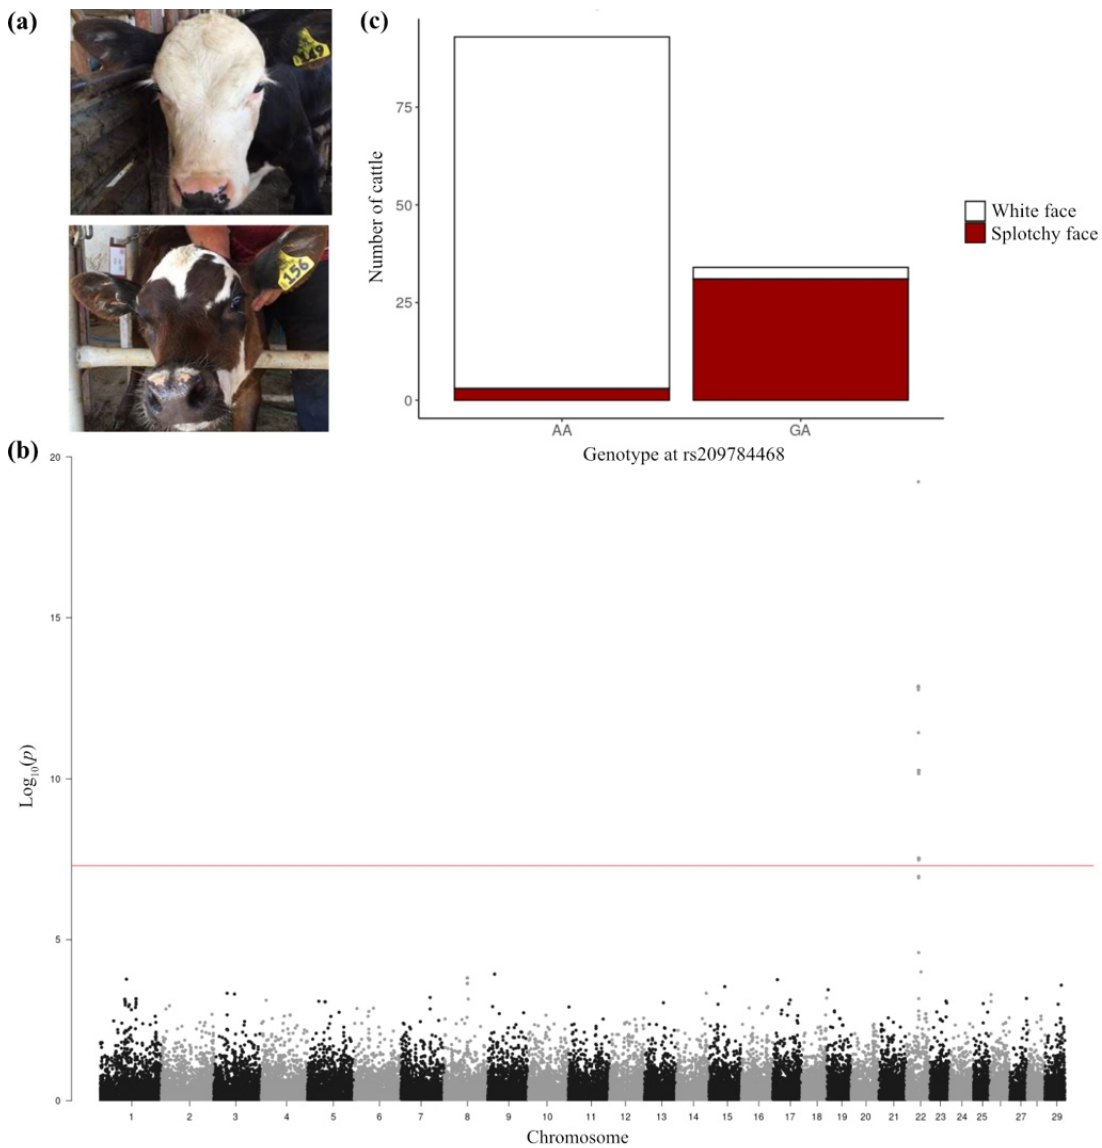 (a)
149
156
(c)
Number of cattle
75
50
25
0
AA
GA
Genotype at rs209784468
White face
Splotchy face
(b)
Log10(p)
20
15
10
5
0
1 2 3 4 5 6 7 8 9 10 11 12 13 14 15 16 17 18 19 20 21 22 23 24 25 27 29
Chromosome